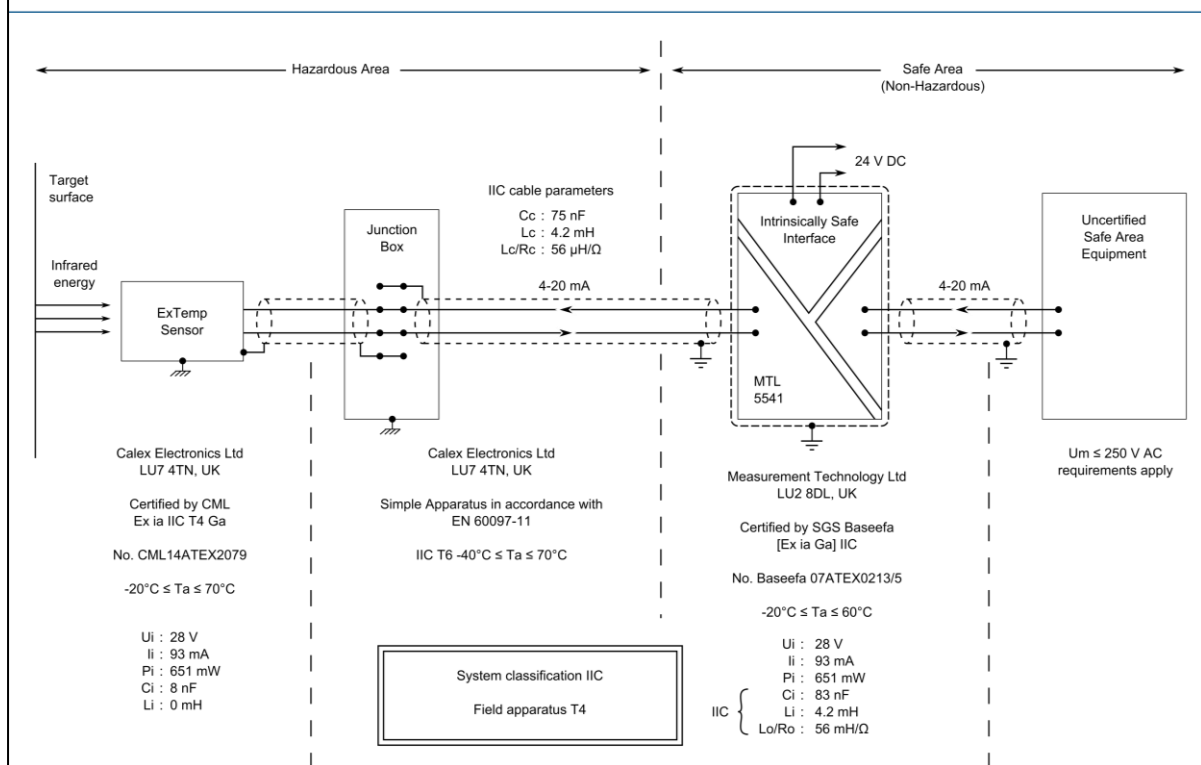 Hazardous Area
Safe Area
(Non-Hazardous)
24 V DC
Target
surface
Infrared
energy
ExTemp
Sensor
Junction
Box
IIC cable parameters
Cc : 75 nF
Lc : 4.2 mH
Lc/Rc : 56 µH/Ω
4-20 mA
Intrinsically Safe
Interface
MTL
5541
4-20 mA
Uncertified
Safe Area
Equipment
Calex Electronics Ltd
LU7 4TN, UK
Certified by CML
Ex ia IIC T4 Ga
No. CML14ATEX2079
-20°C ≤ Ta ≤ 70°C
Ui : 28 V
Ii : 93 mA
Pi : 651 mW
Ci : 8 nF
Li : 0 mH
Calex Electronics Ltd
LU7 4TN, UK
Simple Apparatus in accordance with
EN 60097-11
IIC T6 -40°C ≤ Ta ≤ 70°C
System classification IIC
Field apparatus T4
Measurement Technology Ltd
LU2 8DL, UK
Certified by SGS Baseefa
[Ex ia Ga] IIC
No. Baseefa 07ATEX0213/5
-20°C ≤ Ta ≤ 60°C
Ui : 28 V
Ii : 93 mA
Pi : 651 mW
IIC
Ci : 83 nF
Li : 4.2 mH
Lo/Ro : 56 mH/Ω
Um ≤ 250 V AC
requirements apply